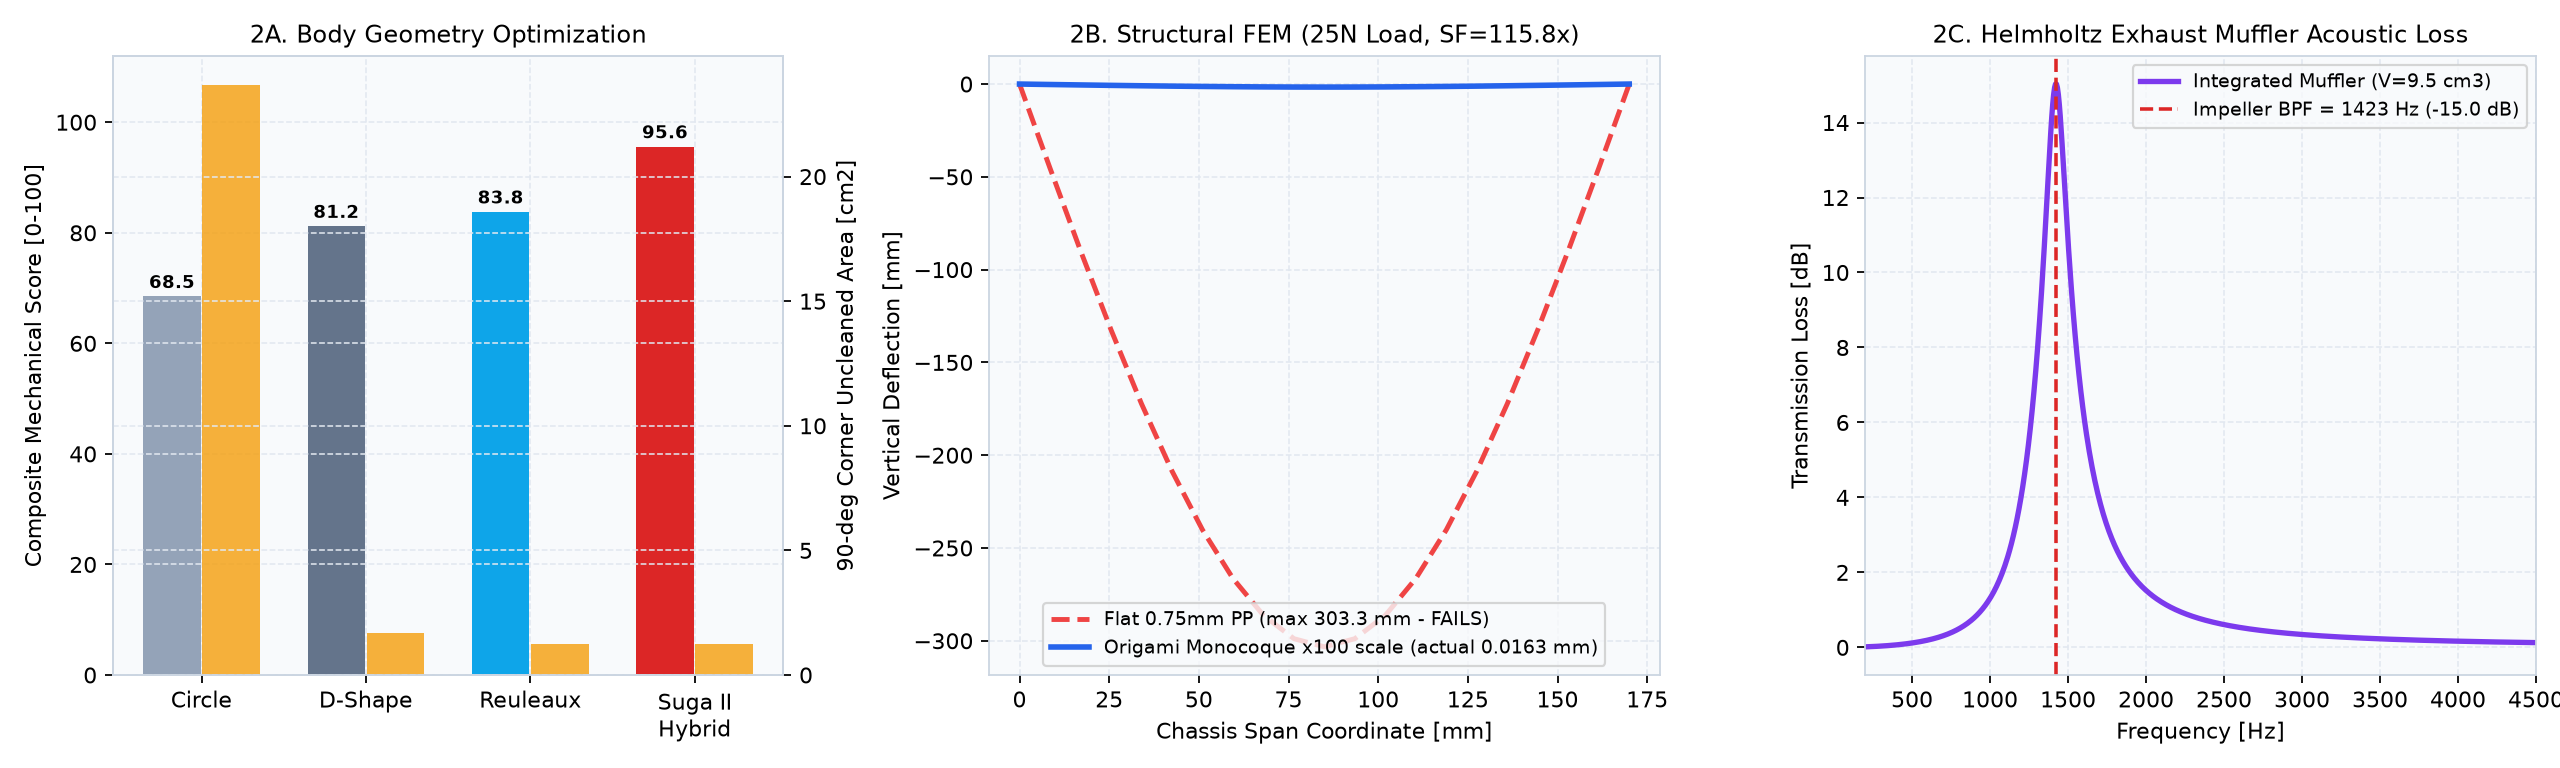 2A. Body Geometry Optimization
Composite Mechanical Score [0-100]
100
80
60
40
20
0
68.5
81.2
83.8
95.6
Circle
D-Shape
Reuleaux
Suga II
Hybrid
20
15
10
5
0
90-deg Corner Uncleaned Area [cm2]
2B. Structural FEM (25N Load, SF=115.8x)
Vertical Deflection [mm]
0
−50
−100
−150
−200
−250
−300
Flat 0.75mm PP (max 303.3 mm - FAILS)
Origami Monocoque x100 scale (actual 0.0163 mm)
0 25 50 75 100 125 150 175
Chassis Span Coordinate [mm]
2C. Helmholtz Exhaust Muffler Acoustic Loss
Transmission Loss [dB]
14
12
10
8
6
4
2
0
Integrated Muffler (V=9.5 cm3)
Impeller BPF = 1423 Hz (-15.0 dB)
500 1000 1500 2000 2500 3000 3500 4000 4500
Frequency [Hz]